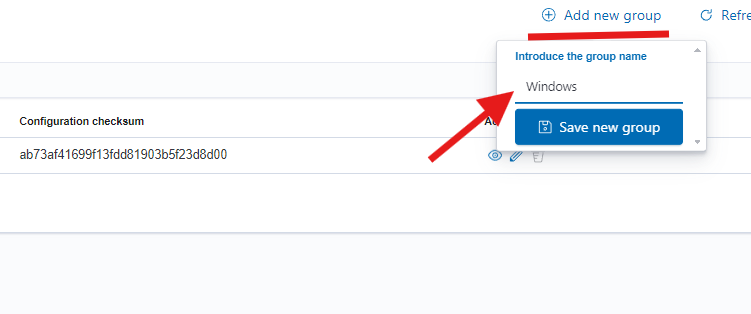 Add new group
Refre
Introduce the group name
Windows
Configuration checksum
Save new group
ab73af41699f13fdd81903b5f23d8d00